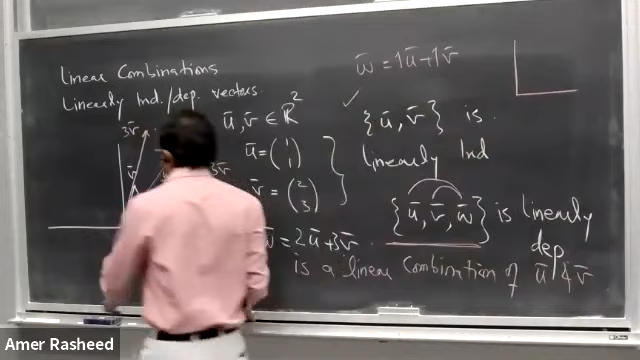 Linear Combinations
Linearly Ind./dep. vectors.
3v̄
v̄
ū, v̄ ∈ ℝ²
ū = (1 1)
v̄ = (2 3)
3v̄
w̄ = 2ū+3v̄
is a linear Combination of ū & v̄
w̄ = 1ū+1v̄
✓
{ū, v̄} is
linearly Ind
{ū, v̄, w̄} is linearly
dep
Amer Rasheed